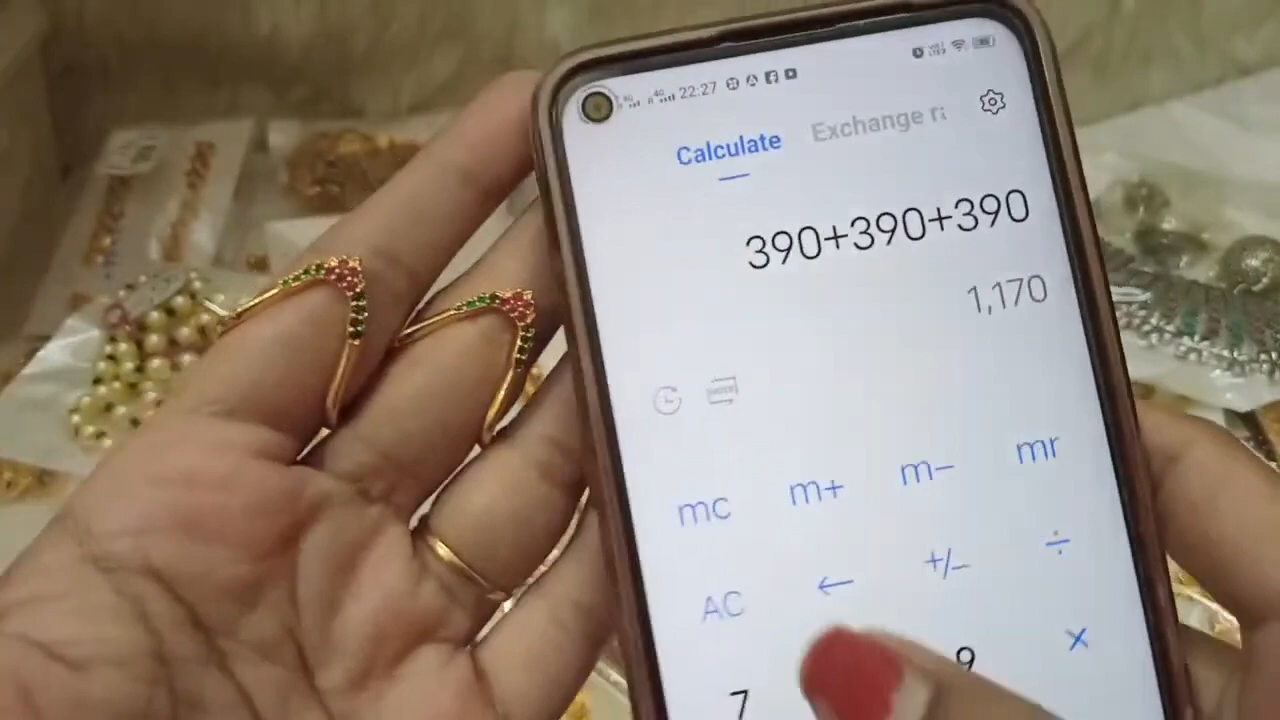 22:27
Calculate Exchange r
390+390+390
1,170
mc m+ m- mr
AC ← +/- ÷
7 9 ×